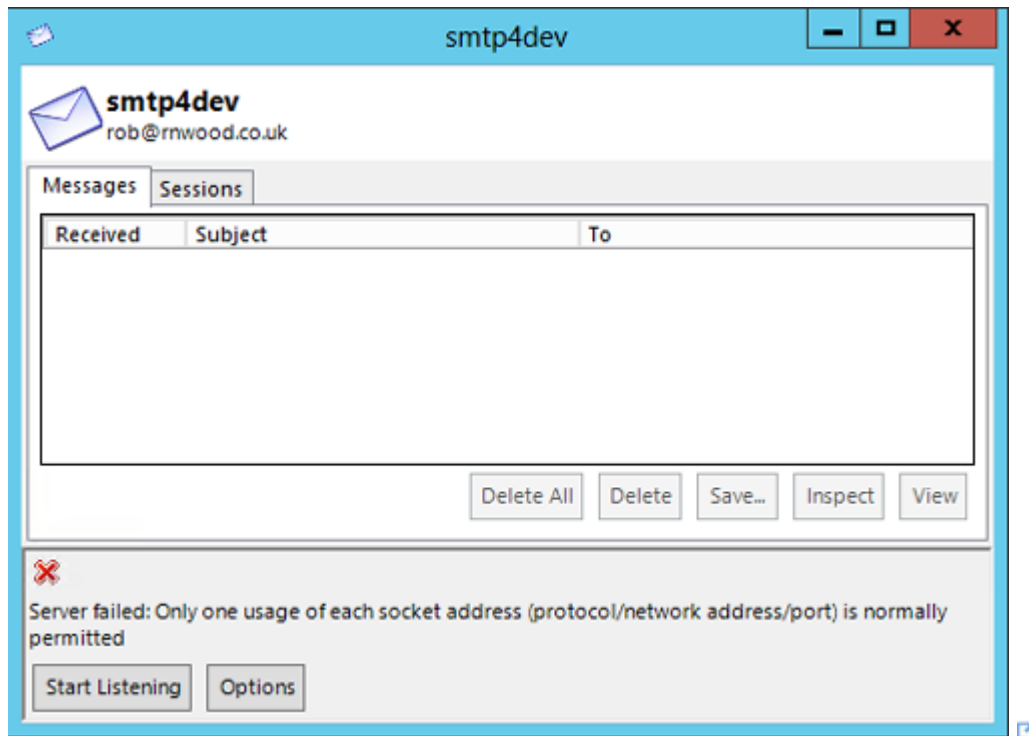 smtp4dev
smtp4dev
rob@rnwood.co.uk
Messages Sessions
Received Subject To
Delete All Delete Save... Inspect View
Server failed: Only one usage of each socket address (protocol/network address/port) is normally
permitted
Start Listening Options